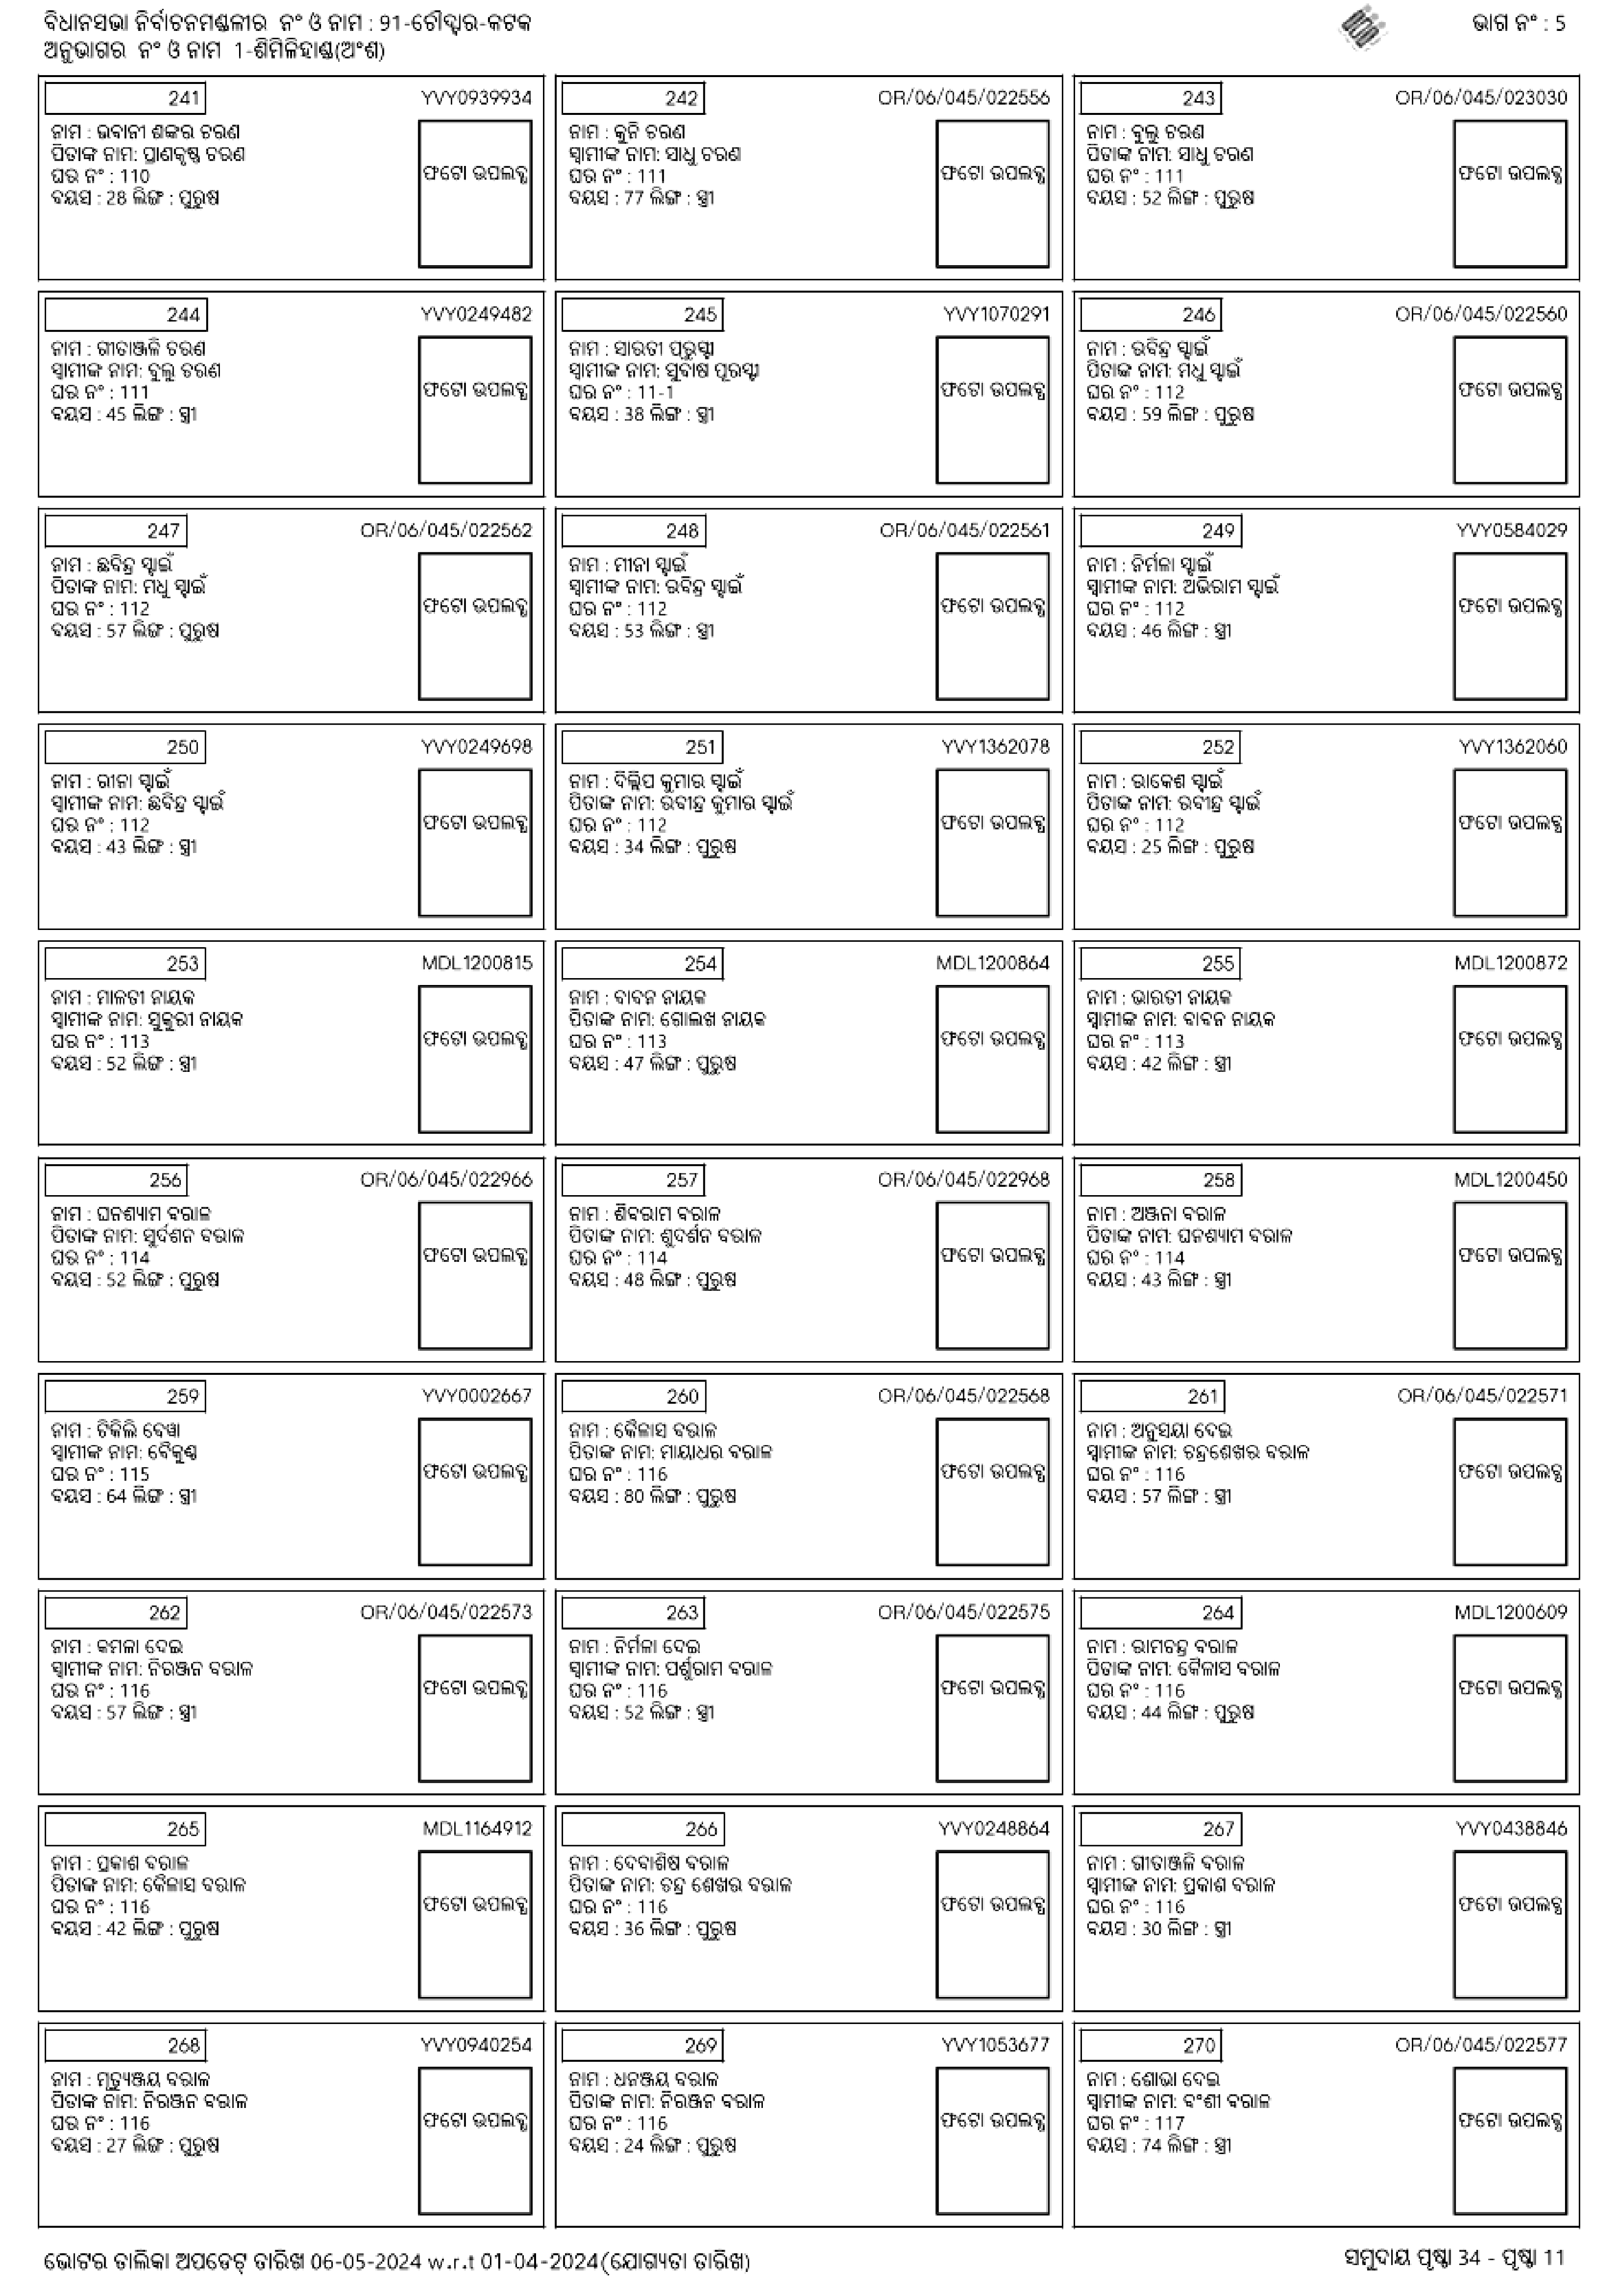 ବିଧାନସଭା ନିର୍ବାଚନମଣ୍ଡଳୀର ନଂ ଓ ନାମ : 91-ଚୌଦ୍ୱାର-କଟକ
ଅନୁଭାଗର ନଂ ଓ ନାମ 1-ଶିମିଳିହାଣ୍ଡ(ଅଂଶ)
ଭାଗ ନଂ : 5
241 YVY0939934
ନାମ : ଭବାନୀ ଶଙ୍କର ଚରଣ
ପିତାଙ୍କ ନାମ: ପ୍ରାଣକୃଷ୍ଣ ଚରଣ
ଘର ନଂ : 110
ବୟସ : 28 ଲିଙ୍ଗ : ପୁରୁଷ
ଫଟୋ ଉପଲବ୍ଧ
242 OR/06/045/022556
ନାମ : କୁନି ଚରଣ
ସ୍ୱାମୀଙ୍କ ନାମ: ସାଧୁ ଚରଣ
ଘର ନଂ : 111
ବୟସ : 77 ଲିଙ୍ଗ : ସ୍ତ୍ରୀ
ଫଟୋ ଉପଲବ୍ଧ
243 OR/06/045/023030
ନାମ : ବୁଲୁ ଚରଣ
ପିତାଙ୍କ ନାମ: ସାଧୁ ଚରଣ
ଘର ନଂ : 111
ବୟସ : 52 ଲିଙ୍ଗ : ପୁରୁଷ
ଫଟୋ ଉପଲବ୍ଧ
244 YVY0249482
ନାମ : ଗୀତାଞ୍ଜଳି ଚରଣ
ସ୍ୱାମୀଙ୍କ ନାମ: ବୁଲୁ ଚରଣ
ଘର ନଂ : 111
ବୟସ : 45 ଲିଙ୍ଗ : ସ୍ତ୍ରୀ
ଫଟୋ ଉପଲବ୍ଧ
245 YVY1070291
ନାମ : ସାରତୀ ପୃରୁସ୍ଟୀ
ସ୍ୱାମୀଙ୍କ ନାମ: ସୁବାଷ ପୂରସ୍ଟୀ
ଘର ନଂ : 11-1
ବୟସ : 38 ଲିଙ୍ଗ : ସ୍ତ୍ରୀ
ଫଟୋ ଉପଲବ୍ଧ
246 OR/06/045/022560
ନାମ : ରବିନ୍ଦ୍ର ସ୍ବାଇଁ
ପିତାଙ୍କ ନାମ: ମଧୁ ସ୍ବାଇଁ
ଘର ନଂ : 112
ବୟସ : 59 ଲିଙ୍ଗ : ପୁରୁଷ
ଫଟୋ ଉପଲବ୍ଧ
247 OR/06/045/022562
ନାମ : ଛବିନ୍ଦ୍ର ସ୍ବାଇଁ
ପିତାଙ୍କ ନାମ: ମଧୁ ସ୍ବାଇଁ
ଘର ନଂ : 112
ବୟସ : 57 ଲିଙ୍ଗ : ପୁରୁଷ
ଫଟୋ ଉପଲବ୍ଧ
248 OR/06/045/022561
ନାମ : ମୀନା ସ୍ବାଇଁ
ସ୍ୱାମୀଙ୍କ ନାମ: ରବିନ୍ଦ୍ର ସ୍ବାଇଁ
ଘର ନଂ : 112
ବୟସ : 53 ଲିଙ୍ଗ : ସ୍ତ୍ରୀ
ଫଟୋ ଉପଲବ୍ଧ
249 YVY0584029
ନାମ : ନିର୍ମଳା ସ୍ବାଇଁ
ସ୍ୱାମୀଙ୍କ ନାମ: ଅଭିରାମ ସ୍ବାଇଁ
ଘର ନଂ : 112
ବୟସ : 46 ଲିଙ୍ଗ : ସ୍ତ୍ରୀ
ଫଟୋ ଉପଲବ୍ଧ
250 YVY0249698
ନାମ : ରୀନା ସ୍ବାଇଁ
ସ୍ୱାମୀଙ୍କ ନାମ: ଛବିନ୍ଦ୍ର ସ୍ବାଇଁ
ଘର ନଂ : 112
ବୟସ : 43 ଲିଙ୍ଗ : ସ୍ତ୍ରୀ
ଫଟୋ ଉପଲବ୍ଧ
251 YVY1362078
ନାମ : ଦିଲ୍ଲିପ କୁମାର ସ୍ବାଇଁ
ପିତାଙ୍କ ନାମ: ରବୀନ୍ଦ୍ର କୁମାର ସ୍ବାଇଁ
ଘର ନଂ : 112
ବୟସ : 34 ଲିଙ୍ଗ : ପୁରୁଷ
ଫଟୋ ଉପଲବ୍ଧ
252 YVY1362060
ନାମ : ରାକେଶ ସ୍ବାଇଁ
ପିତାଙ୍କ ନାମ: ରବୀନ୍ଦ୍ର ସ୍ବାଇଁ
ଘର ନଂ : 112
ବୟସ : 25 ଲିଙ୍ଗ : ପୁରୁଷ
ଫଟୋ ଉପଲବ୍ଧ
253 MDL1200815
ନାମ : ମାଳତୀ ନାୟକ
ସ୍ୱାମୀଙ୍କ ନାମ: ସୁକୁରୀ ନାୟକ
ଘର ନଂ : 113
ବୟସ : 52 ଲିଙ୍ଗ : ସ୍ତ୍ରୀ
ଫଟୋ ଉପଲବ୍ଧ
254 MDL1200864
ନାମ : ବାବନ ନାୟକ
ପିତାଙ୍କ ନାମ: ଗୋଲଖ ନାୟକ
ଘର ନଂ : 113
ବୟସ : 47 ଲିଙ୍ଗ : ପୁରୁଷ
ଫଟୋ ଉପଲବ୍ଧ
255 MDL1200872
ନାମ : ଭାରତୀ ନାୟକ
ସ୍ୱାମୀଙ୍କ ନାମ: ବାବନ ନାୟକ
ଘର ନଂ : 113
ବୟସ : 42 ଲିଙ୍ଗ : ସ୍ତ୍ରୀ
ଫଟୋ ଉପଲବ୍ଧ
256 OR/06/045/022966
ନାମ : ଘନଶ୍ୟାମ ବରାଳ
ପିତାଙ୍କ ନାମ: ସୁର୍ଦଶନ ବରାଳ
ଘର ନଂ : 114
ବୟସ : 52 ଲିଙ୍ଗ : ପୁରୁଷ
ଫଟୋ ଉପଲବ୍ଧ
257 OR/06/045/022968
ନାମ : ଶିବରାମ ବରାଳ
ପିତାଙ୍କ ନାମ: ଶୁଦର୍ଶନ ବରାଳ
ଘର ନଂ : 114
ବୟସ : 48 ଲିଙ୍ଗ : ପୁରୁଷ
ଫଟୋ ଉପଲବ୍ଧ
258 MDL1200450
ନାମ : ଅଞ୍ଜନା ବରାଳ
ପିତାଙ୍କ ନାମ: ଘନଶ୍ୟାମ ବରାଳ
ଘର ନଂ : 114
ବୟସ : 43 ଲିଙ୍ଗ : ସ୍ତ୍ରୀ
ଫଟୋ ଉପଲବ୍ଧ
259 YVY0002667
ନାମ : ଟିକିଲି ଦେୱା
ସ୍ୱାମୀଙ୍କ ନାମ: ବୈକୁଣ୍ଠ
ଘର ନଂ : 115
ବୟସ : 64 ଲିଙ୍ଗ : ସ୍ତ୍ରୀ
ଫଟୋ ଉପଲବ୍ଧ
260 OR/06/045/022568
ନାମ : କୈଳାସ ବରାଳ
ପିତାଙ୍କ ନାମ: ମାୟାଧର ବରାଳ
ଘର ନଂ : 116
ବୟସ : 80 ଲିଙ୍ଗ : ପୁରୁଷ
ଫଟୋ ଉପଲବ୍ଧ
261 OR/06/045/022571
ନାମ : ଅନୁସୟା ଦେଇ
ସ୍ୱାମୀଙ୍କ ନାମ: ଚନ୍ଦ୍ରଶେଖର ବରାଳ
ଘର ନଂ : 116
ବୟସ : 57 ଲିଙ୍ଗ : ସ୍ତ୍ରୀ
ଫଟୋ ଉପଲବ୍ଧ
262 OR/06/045/022573
ନାମ : କମଳା ଦେଇ
ସ୍ୱାମୀଙ୍କ ନାମ: ନିରଞ୍ଜନ ବରାଳ
ଘର ନଂ : 116
ବୟସ : 57 ଲିଙ୍ଗ : ସ୍ତ୍ରୀ
ଫଟୋ ଉପଲବ୍ଧ
263 OR/06/045/022575
ନାମ : ନିର୍ମଳା ଦେଇ
ସ୍ୱାମୀଙ୍କ ନାମ: ପର୍ଶୁରାମ ବରାଳ
ଘର ନଂ : 116
ବୟସ : 52 ଲିଙ୍ଗ : ସ୍ତ୍ରୀ
ଫଟୋ ଉପଲବ୍ଧ
264 MDL1200609
ନାମ : ରାମଚନ୍ଦ୍ର ବରାଳ
ପିତାଙ୍କ ନାମ: କୈଳାସ ବରାଳ
ଘର ନଂ : 116
ବୟସ : 44 ଲିଙ୍ଗ : ପୁରୁଷ
ଫଟୋ ଉପଲବ୍ଧ
265 MDL1164912
ନାମ : ପ୍ରକାଶ ବରାଳ
ପିତାଙ୍କ ନାମ: କୈଳାସ ବରାଳ
ଘର ନଂ : 116
ବୟସ : 42 ଲିଙ୍ଗ : ପୁରୁଷ
ଫଟୋ ଉପଲବ୍ଧ
266 YVY0248864
ନାମ : ଦେବାଶିଷ ବରାଳ
ପିତାଙ୍କ ନାମ: ଚନ୍ଦ୍ର ଶେଖର ବରାଳ
ଘର ନଂ : 116
ବୟସ : 36 ଲିଙ୍ଗ : ପୁରୁଷ
ଫଟୋ ଉପଲବ୍ଧ
267 YVY0438846
ନାମ : ଗୀତାଞ୍ଜଳି ବରାଳ
ସ୍ୱାମୀଙ୍କ ନାମ: ପ୍ରକାଶ ବରାଳ
ଘର ନଂ : 116
ବୟସ : 30 ଲିଙ୍ଗ : ସ୍ତ୍ରୀ
ଫଟୋ ଉପଲବ୍ଧ
268 YVY0940254
ନାମ : ମୃତ୍ୟୁଞ୍ଜୟ ବରାଳ
ପିତାଙ୍କ ନାମ: ନିରଞ୍ଜନ ବରାଳ
ଘର ନଂ : 116
ବୟସ : 27 ଲିଙ୍ଗ : ପୁରୁଷ
ଫଟୋ ଉପଲବ୍ଧ
269 YVY1053677
ନାମ : ଧନଞ୍ଜୟ ବରାଳ
ପିତାଙ୍କ ନାମ: ନିରଞ୍ଜନ ବରାଳ
ଘର ନଂ : 116
ବୟସ : 24 ଲିଙ୍ଗ : ପୁରୁଷ
ଫଟୋ ଉପଲବ୍ଧ
270 OR/06/045/022577
ନାମ : ଶୋଭା ଦେଇ
ସ୍ୱାମୀଙ୍କ ନାମ: ବଂଶୀ ବରାଳ
ଘର ନଂ : 117
ବୟସ : 74 ଲିଙ୍ଗ : ସ୍ତ୍ରୀ
ଫଟୋ ଉପଲବ୍ଧ
ଭୋଟର ତାଲିକା ଅପଡେଟ୍ ତାରିଖ 06-05-2024 w.r.t 01-04-2024(ଯୋଗ୍ୟତା ତାରିଖ)
ସମୁଦାୟ ପୃଷ୍ଠା 34 - ପୃଷ୍ଠା 11